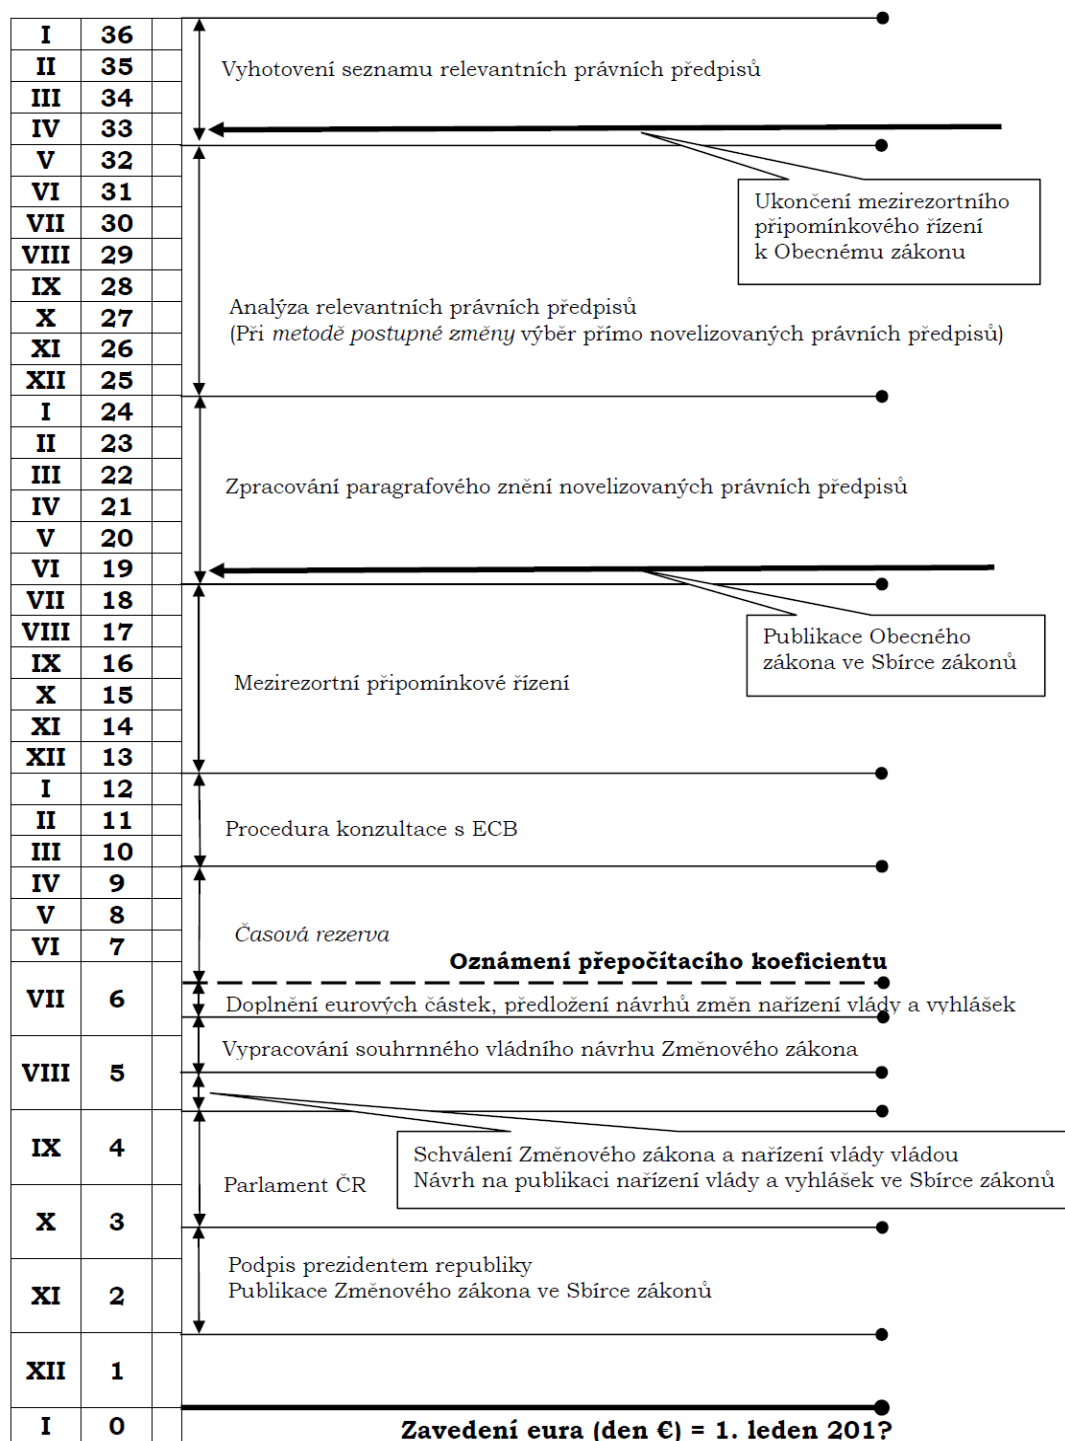 I 36
II 35
Vyhotovení seznamu relevantních právních předpisů
III 34
IV 33
V 32
VI 31
Ukončení mezirezortního
připomínkového řízení
k Obecnému zákonu
VII 30
VIII 29
IX 28
Analýza relevantních právních předpisů
(Při metodě postupné změny výběr přímo novelizovaných právních předpisů)
X 27
XI 26
XII 25
I 24
II 23
III 22
Zpracování paragrafového znění novelizovaných právních předpisů
IV 21
V 20
VI 19
VII 18
VIII 17
Publikace Obecného
zákona ve Sbírce zákonů
IX 16
Mezirezortní připomínkové řízení
X 15
XI 14
XII 13
I 12
II 11
Procedura konzultace s ECB
III 10
IV 9
V 8
Časová rezerva
VI 7
Oznámení přepočítacího koeficientu
VII 6
Doplnění eurových částek, předložení návrhů změn nařízení vlády a vyhlášek
Vypracování souhrnného vládního návrhu Změnového zákona
VIII 5
IX 4
Schválení Změnového zákona a nařízení vlády vládou
Návrh na publikaci nařízení vlády a vyhlášek ve Sbírce zákonů
Parlament ČR
X 3
Podpis prezidentem republiky
Publikace Změnového zákona ve Sbírce zákonů
XI 2
XII 1
I 0
Zavedení eura (den €) = 1. leden 201?